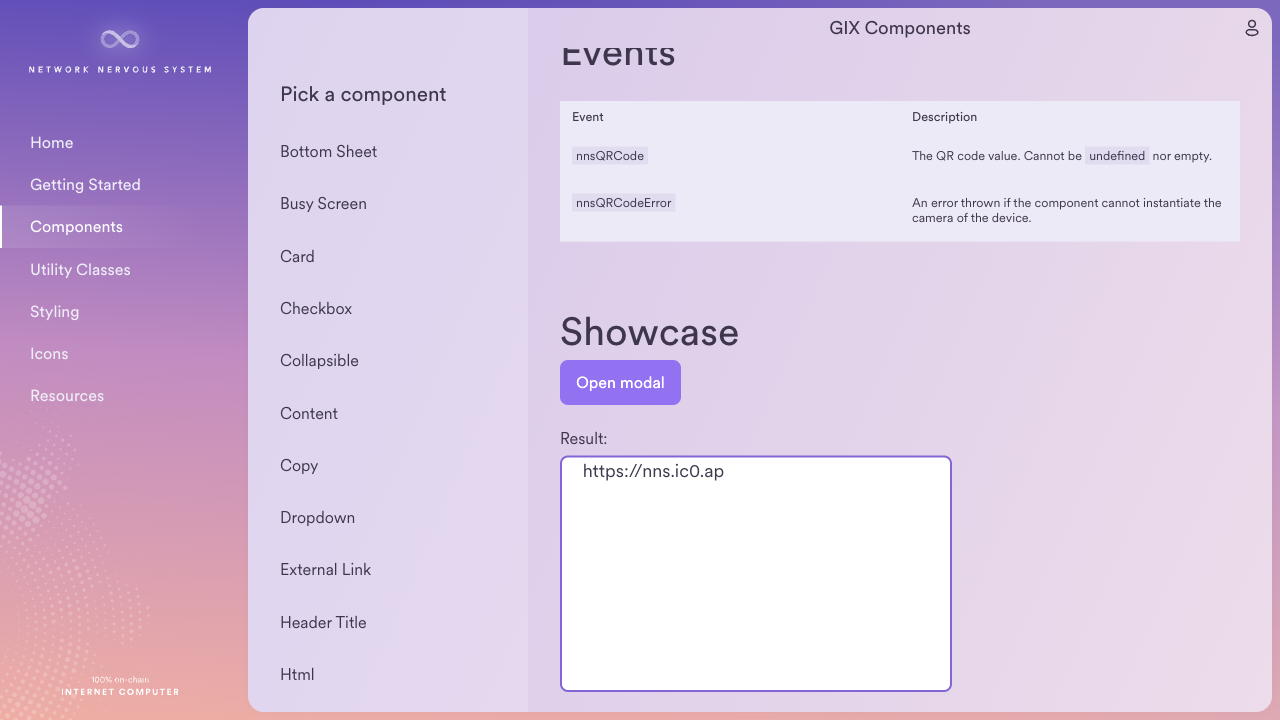 NETWORK NERVOUS SYSTEM
Home
Getting Started
Components
Utility Classes
Styling
Icons
Resources
100% on-chain
INTERNET COMPUTER
Pick a component
Bottom Sheet
Busy Screen
Card
Checkbox
Collapsible
Content
Copy
Dropdown
External Link
Header Title
Html
GIX Components
Events
Event Description
nnsQRCode The QR code value. Cannot be undefined nor empty.
nnsQRCodeError An error thrown if the component cannot instantiate the
camera of the device.
Showcase
Open modal
Result:
https://nns.ic0.ap